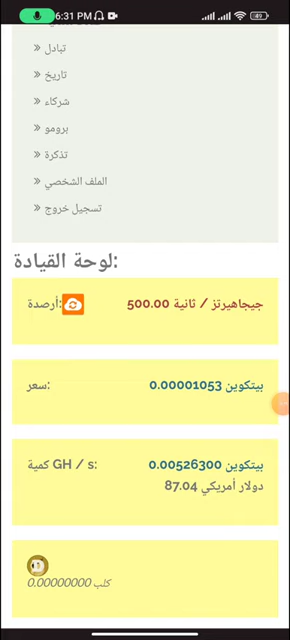 6:31 PM
49
تبادل
تاريخ
شركاء
برومو
تذكرة
الملف الشخصي
تسجيل خروج
لوحة القيادة:
أرصدة: 500.00 جيجاهيرتز / ثانية
سعر: 0.00001053 بيتكوين
كمية GH / s: 0.00526300 بيتكوين
87.04 دولار أمريكي
0.00000000 كلب